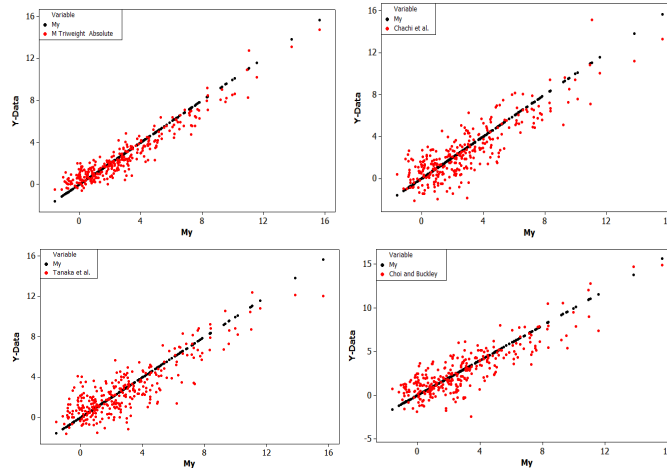 Variable
My
M Triweight Absolute
16
12
8
4
0
Y-Data
0
4
8
12
16
My
Variable
My
Chachi et al.
16
12
8
4
0
Y-Data
0
4
8
12
16
My
Variable
My
Tanaka et al.
16
12
8
4
0
Y-Data
0
4
8
12
16
My
Variable
My
Choi and Buckley
15
10
5
0
-5
Y-Data
0
4
8
12
16
My